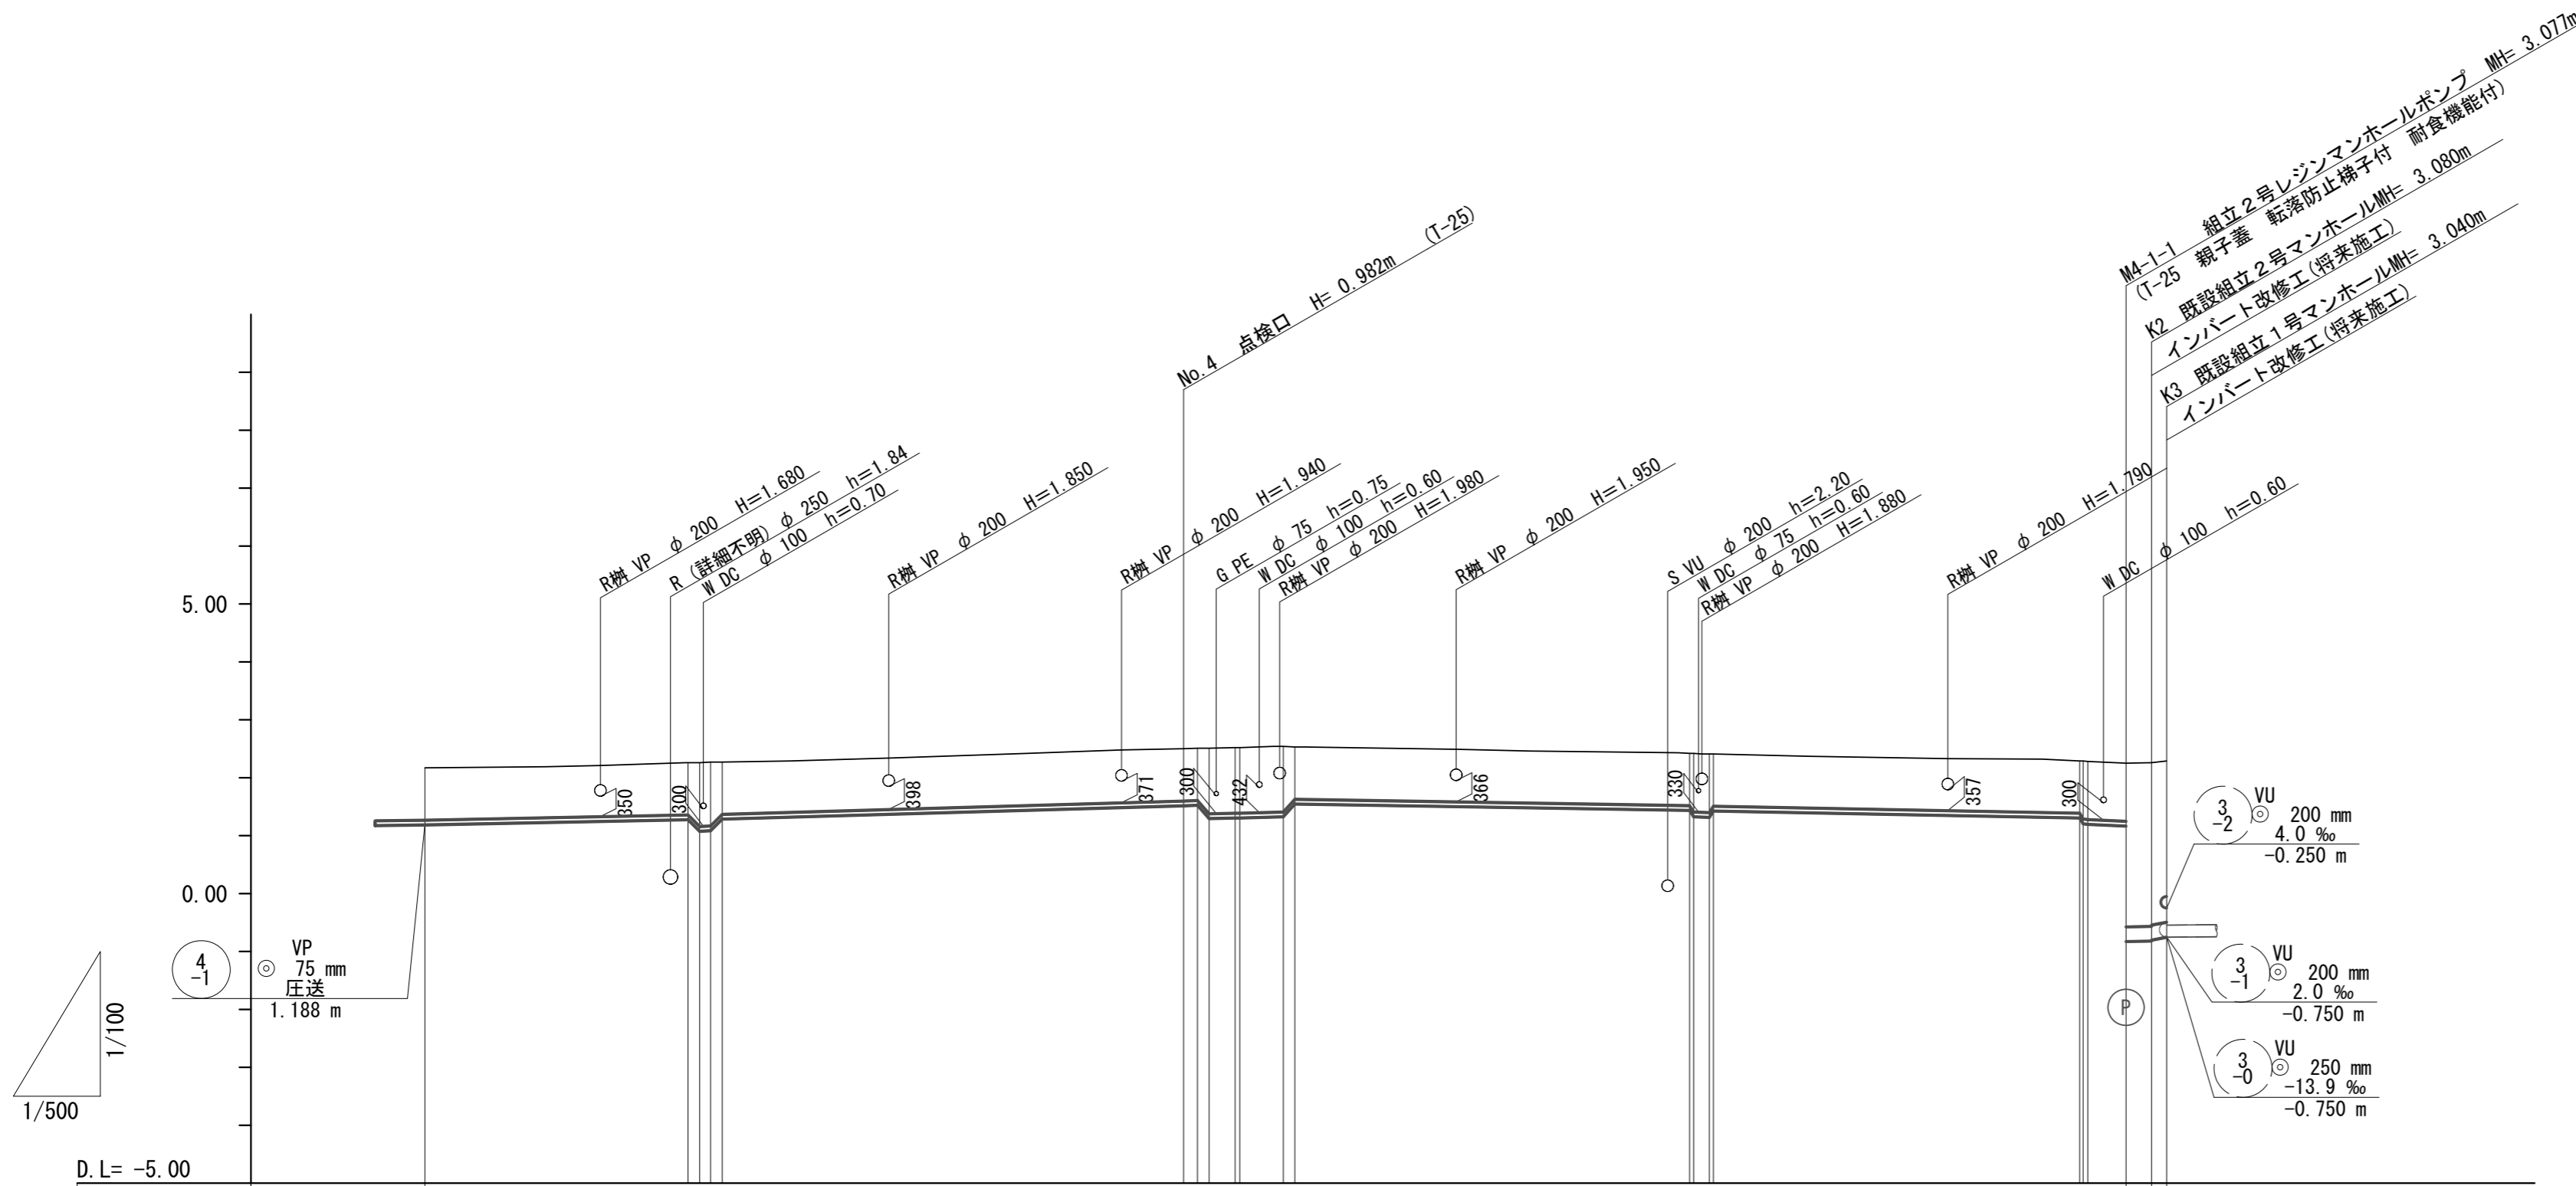 M4-1-1　組立２号レジンマンホールポンプ　MH= 3.077m
(T-25　親子蓋　転落防止梯子付　耐食機能付)
K2　既設組立２号マンホールMH= 3.080m
インバート改修工(将来施工)
K3　既設組立１号マンホールMH= 3.040m
インバート改修工(将来施工)
No.4　点検口　H= 0.982m　(T-25)
R桝 VP　φ 200　H=1.680
R（詳細不明）φ 250　h=1.84
W DC　φ 100　h=0.70
R桝 VP　φ 200　H=1.850
R桝 VP　φ 200　H=1.940
G PE　φ 75　h=0.75
W DC　φ 100　h=0.60
R桝 VP　φ 200　H=1.980
R桝 VP　φ 200　H=1.950
S VU　φ 200　h=2.20
W DC　φ 75　h=0.60
R桝 VP　φ 200　H=1.880
R桝 VP　φ 200　H=1.790
W DC　φ 100　h=0.60
5.00
350
300
398
371
300
432
366
330
357
300
0.00
3
-2
VU
200 mm
4.0 ‰
-0.250 m
4
-1
VP
75 mm
圧送
1.188 m
3
-1
VU
200 mm
2.0 ‰
-0.750 m
P
3
-0
VU
250 mm
-13.9 ‰
-0.750 m
1/100
1/500
D.L= -5.00